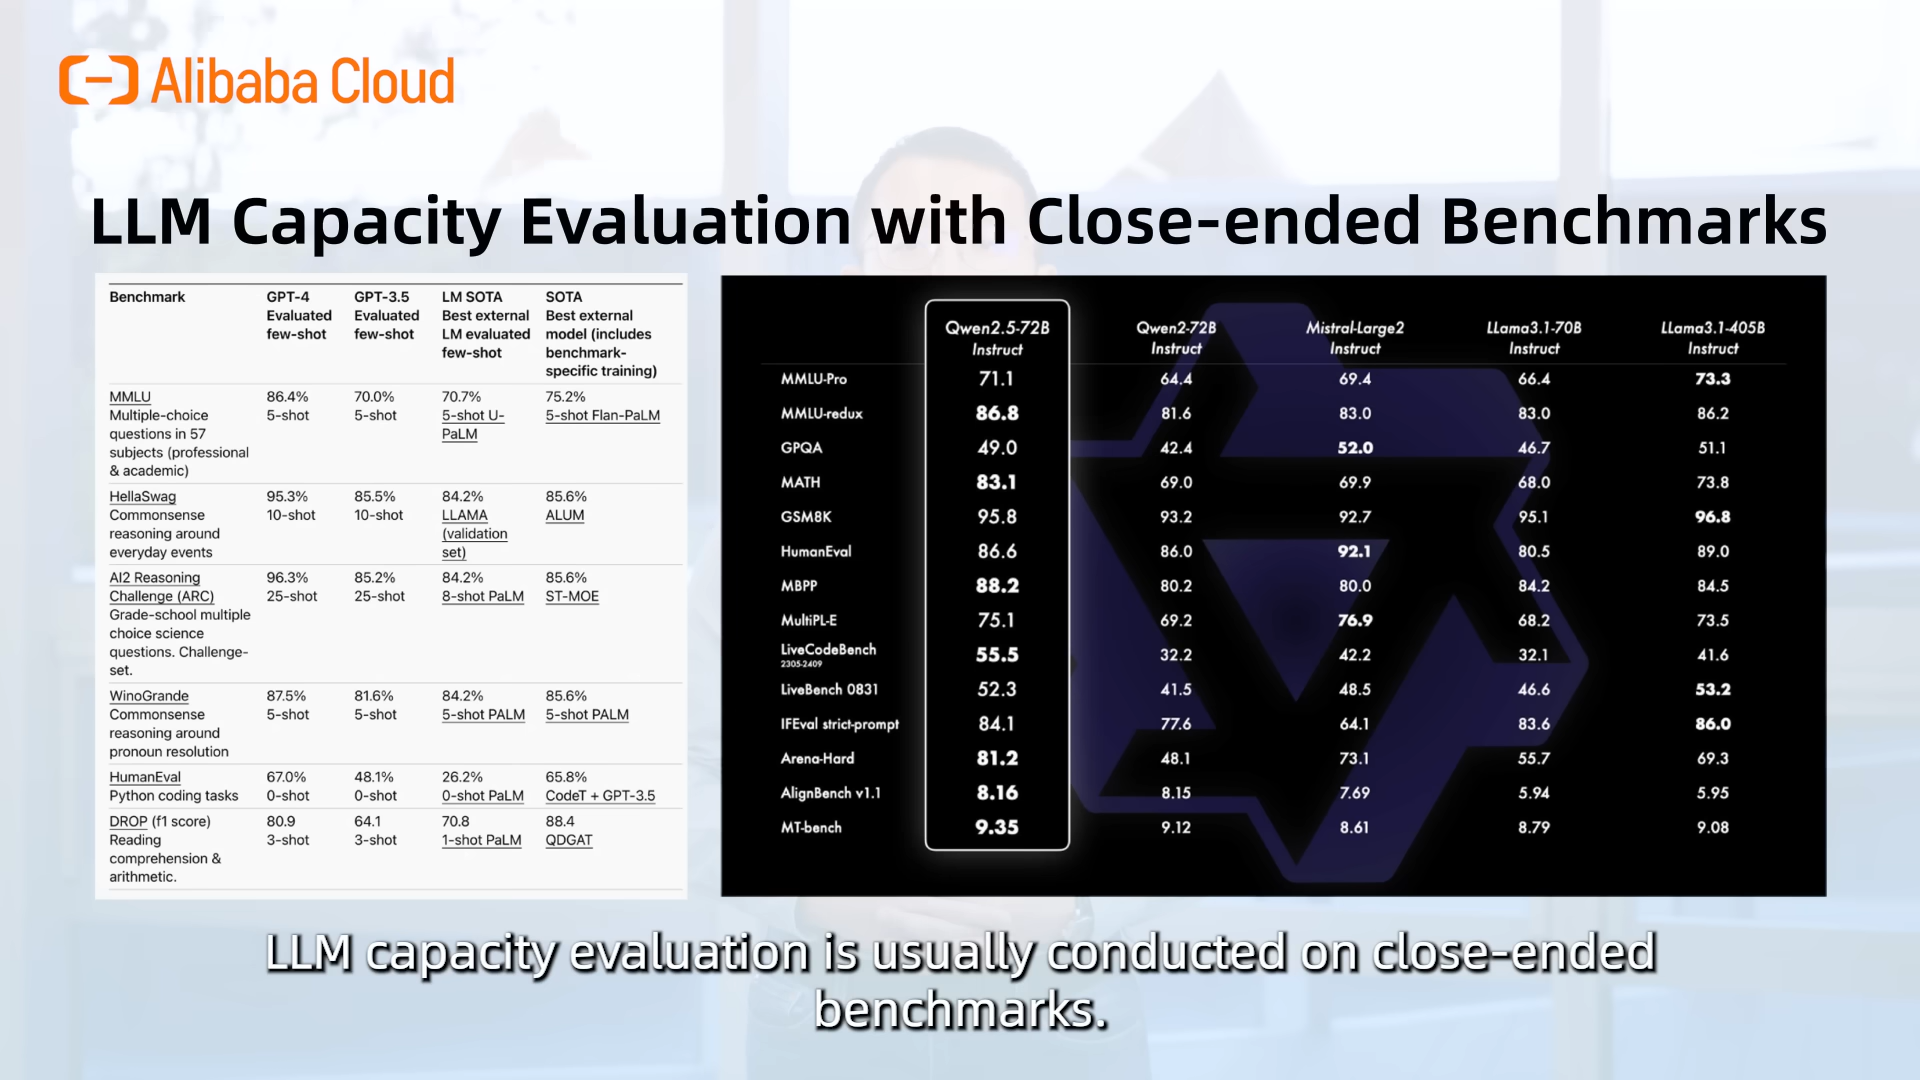 Alibaba Cloud
LLM Capacity Evaluation with Close-ended Benchmarks
Benchmark GPT-4 GPT-3.5 LM SOTA SOTA
Evaluated Evaluated Best external Best external
few-shot few-shot LM evaluated model (includes
few-shot benchmark-
specific training)
MMLU 86.4% 70.0% 70.7% 75.2%
Multiple-choice 5-shot 5-shot 5-shot U- 5-shot Flan-PaLM
questions in 57 PaLM
subjects (professional
& academic)
HellaSwag 95.3% 85.5% 84.2% 85.6%
Commonsense 10-shot 10-shot LLAMA ALUM
reasoning around (validation
everyday events set)
AI2 Reasoning 96.3% 85.2% 84.2% 85.6%
Challenge (ARC) 25-shot 25-shot 8-shot PaLM ST-MOE
Grade-school multiple
choice science
questions. Challenge-
set.
WinoGrande 87.5% 81.6% 84.2% 85.6%
Commonsense 5-shot 5-shot 5-shot PALM 5-shot PALM
reasoning around
pronoun resolution
HumanEval 67.0% 48.1% 26.2% 65.8%
Python coding tasks 0-shot 0-shot 0-shot PaLM CodeT + GPT-3.5
DROP (f1 score) 80.9 64.1 70.8 88.4
Reading 3-shot 3-shot 1-shot PaLM QDGAT
comprehension &
arithmetic.
Qwen2.5-72B Qwen2-72B Mistral-Large2 LLama3.1-70B LLama3.1-405B
Instruct Instruct Instruct Instruct Instruct
MMLU-Pro 71.1 64.4 69.4 66.4 73.3
MMLU-redux 86.8 81.6 83.0 83.0 86.2
GPQA 49.0 42.4 52.0 46.7 51.1
MATH 83.1 69.0 69.9 68.0 73.8
GSM8K 95.8 93.2 92.7 95.1 96.8
HumanEval 86.6 86.0 92.1 80.5 89.0
MBPP 88.2 80.2 80.0 84.2 84.5
MultiPL-E 75.1 69.2 76.9 68.2 73.5
LiveCodeBench 55.5 32.2 42.2 32.1 41.6
2305-2409
LiveBench 0831 52.3 41.5 48.5 46.6 53.2
IFEval strict-prompt 84.1 77.6 64.1 83.6 86.0
Arena-Hard 81.2 48.1 73.1 55.7 69.3
AlignBench v1.1 8.16 8.15 7.69 5.94 5.95
MT-bench 9.35 9.12 8.61 8.79 9.08
LLM capacity evaluation is usually conducted on close-ended
benchmarks.